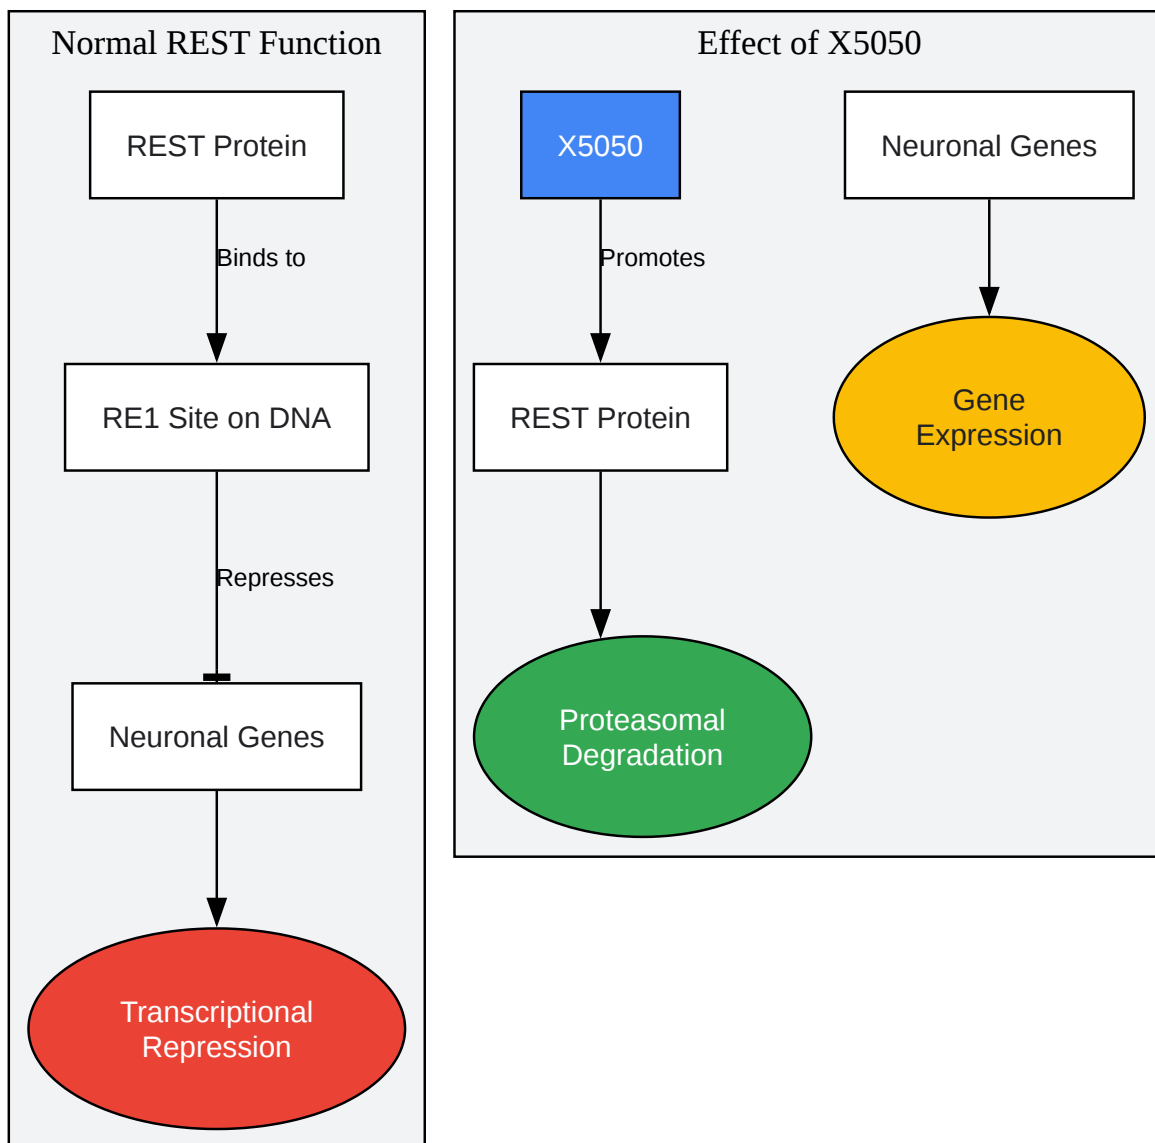 Normal REST Function
REST Protein
Binds to
RE1 Site on DNA
Represses
Neuronal Genes
Transcriptional
Repression
Effect of X5050
X5050
Promotes
REST Protein
Proteasomal
Degradation
Neuronal Genes
Gene
Expression